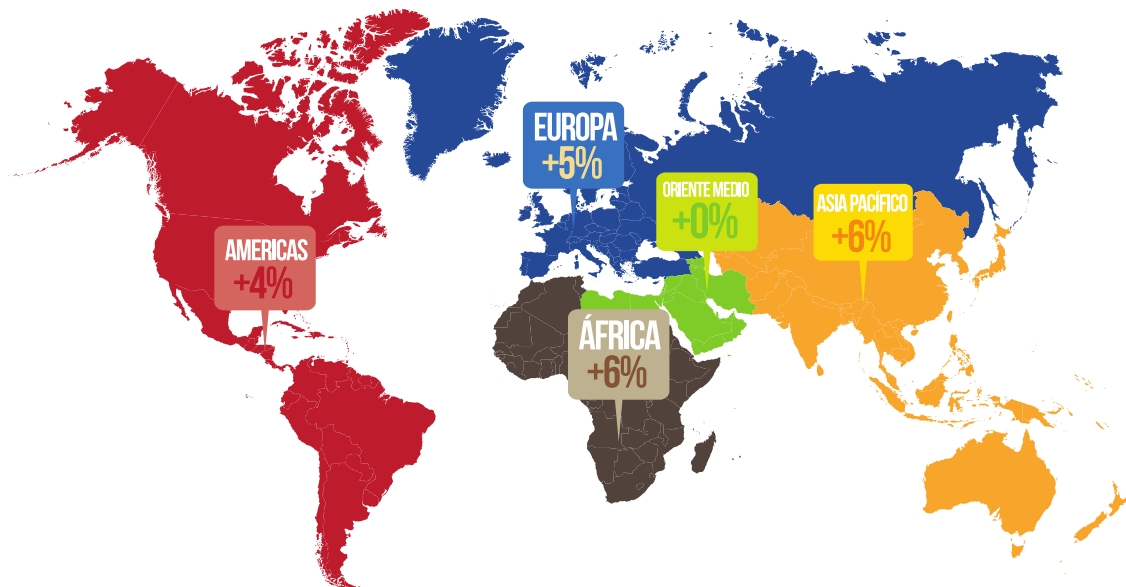 EUROPA
+5%
ORIENTE MEDIO
+0%
ASIA PACÍFICO
+6%
AMERICAS
+4%
ÁFRICA
+6%